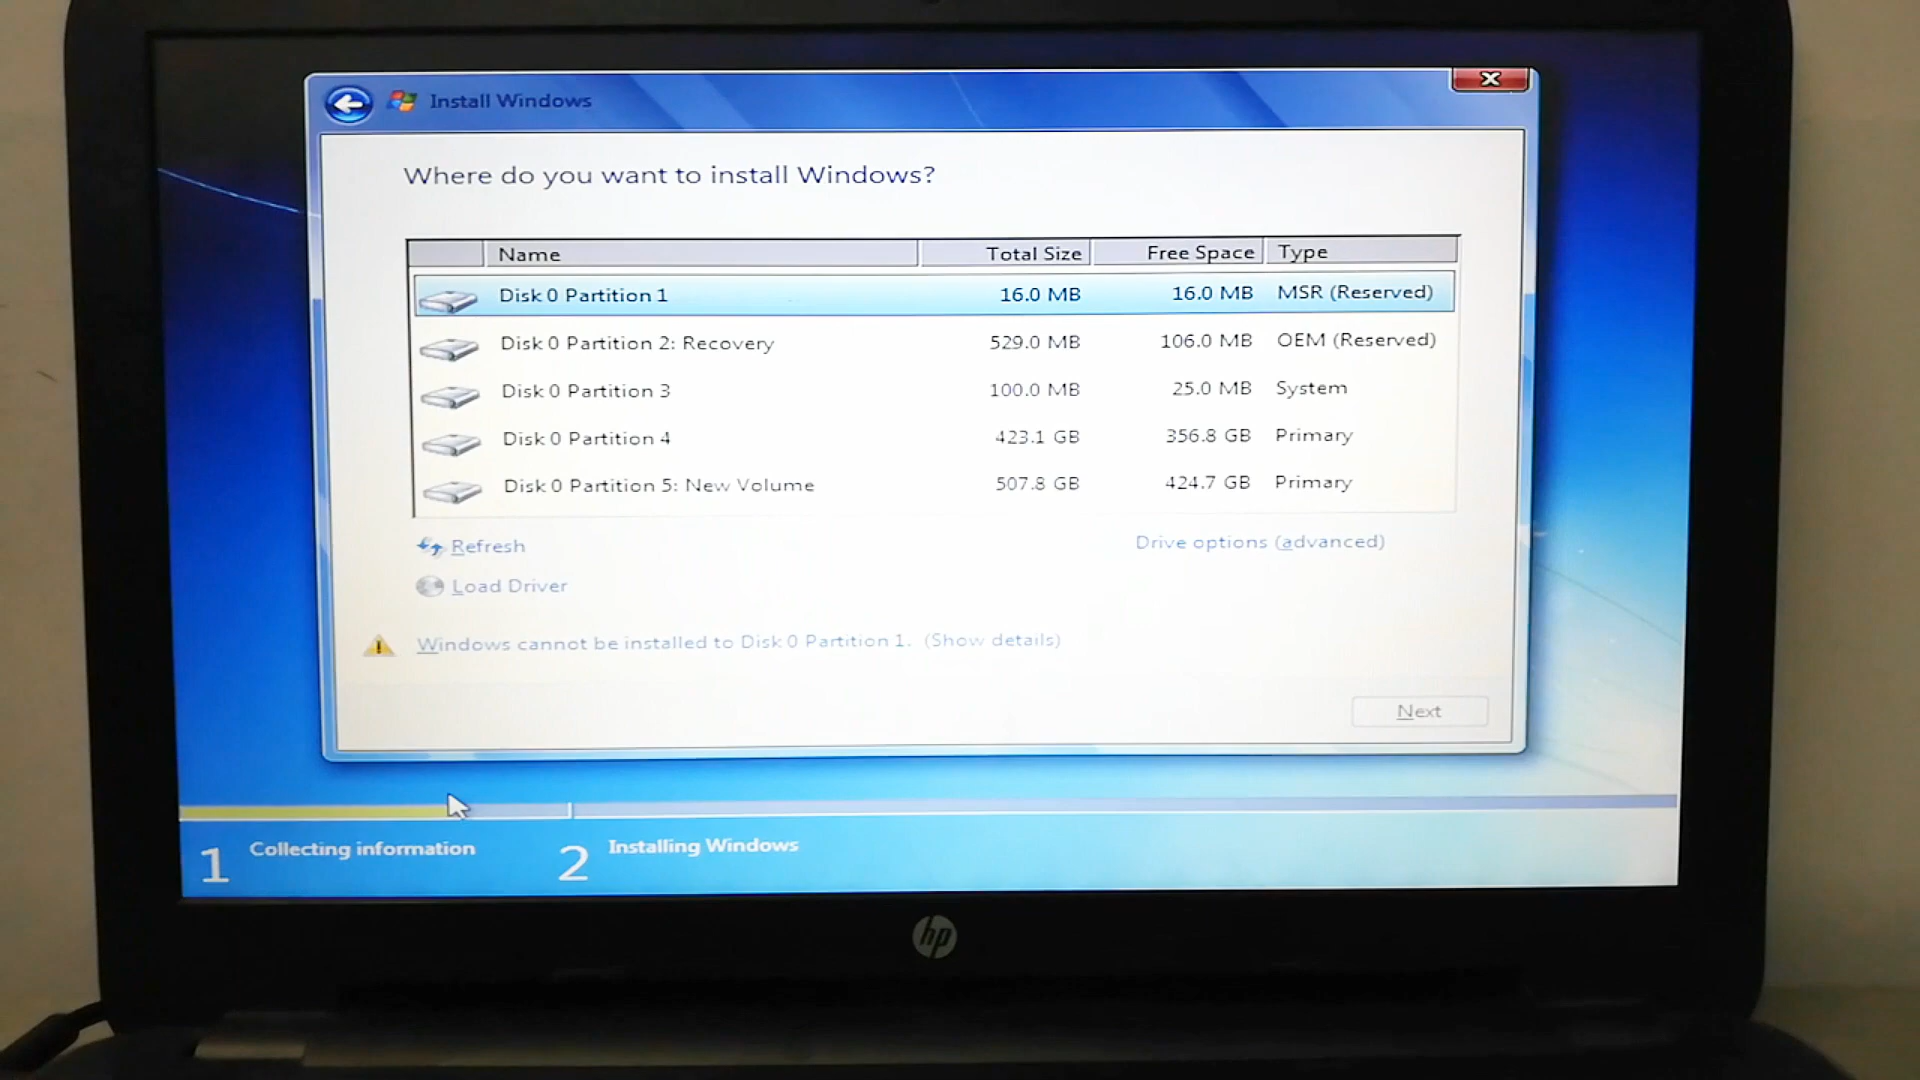 Install Windows
Where do you want to install Windows?
Name Total Size Free Space Type
Disk 0 Partition 1 16.0 MB 16.0 MB MSR (Reserved)
Disk 0 Partition 2: Recovery 529.0 MB 106.0 MB OEM (Reserved)
Disk 0 Partition 3 100.0 MB 25.0 MB System
Disk 0 Partition 4 423.1 GB 356.8 GB Primary
Disk 0 Partition 5: New Volume 507.8 GB 424.7 GB Primary
Refresh Drive options (advanced)
Load Driver
Windows cannot be installed to Disk 0 Partition 1. (Show details)
Next
1 Collecting information 2 Installing Windows
hp